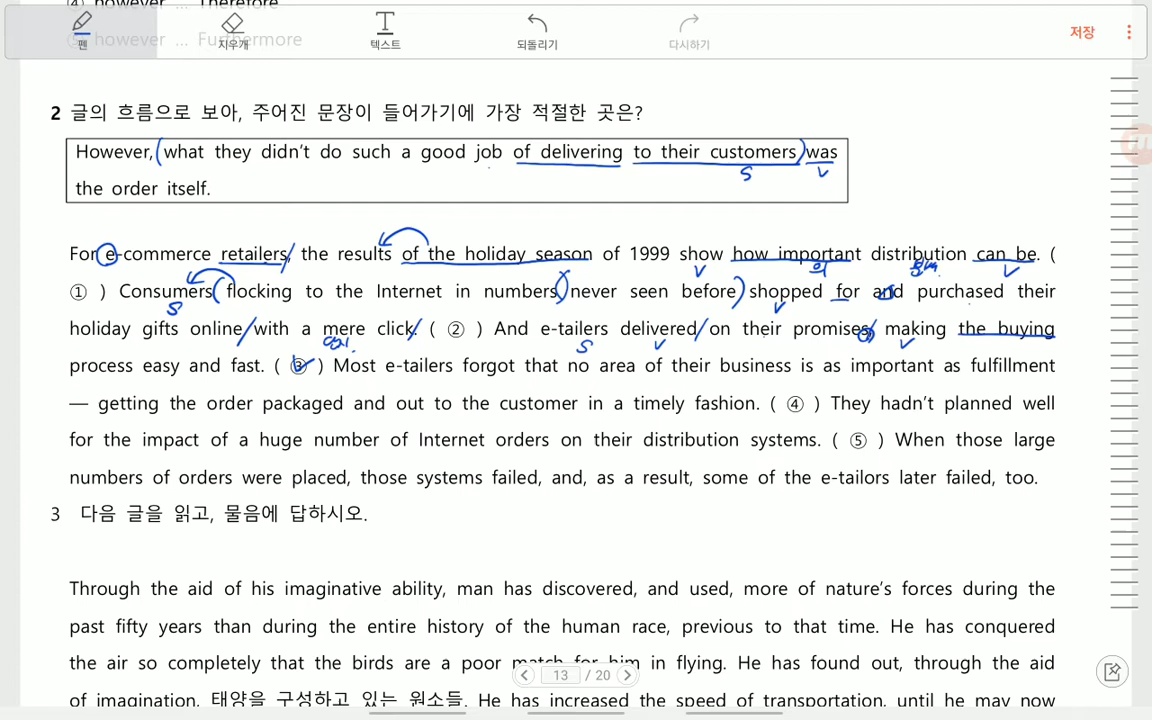 ④ however ... Therefore
⑤ however ... Furthermore
펜 지우개 텍스트 되돌리기 다시하기 저장
2 글의 흐름으로 보아, 주어진 문장이 들어가기에 가장 적절한 곳은?
However, what they didn't do such a good job of delivering to their customers was
S V
the order itself.
For e-commerce retailers, the results of the holiday season of 1999 show how important distribution can be. (
V V
① ) Consumers flocking to the Internet in numbers never seen before shopped for and purchased their
S V
holiday gifts online with a mere click. ( ② ) And e-tailers delivered on their promises, making the buying
S V V
process easy and fast. ( ③ ) Most e-tailers forgot that no area of their business is as important as fulfillment
— getting the order packaged and out to the customer in a timely fashion. ( ④ ) They hadn't planned well
for the impact of a huge number of Internet orders on their distribution systems. ( ⑤ ) When those large
numbers of orders were placed, those systems failed, and, as a result, some of the e-tailors later failed, too.
3 다음 글을 읽고, 물음에 답하시오.
Through the aid of his imaginative ability, man has discovered, and used, more of nature's forces during the
past fifty years than during the entire history of the human race, previous to that time. He has conquered
the air so completely that the birds are a poor match for him in flying. He has found out, through the aid
13 / 20
of imagination, 태양을 구성하고 있는 원소들. He has increased the speed of transportation, until he may now